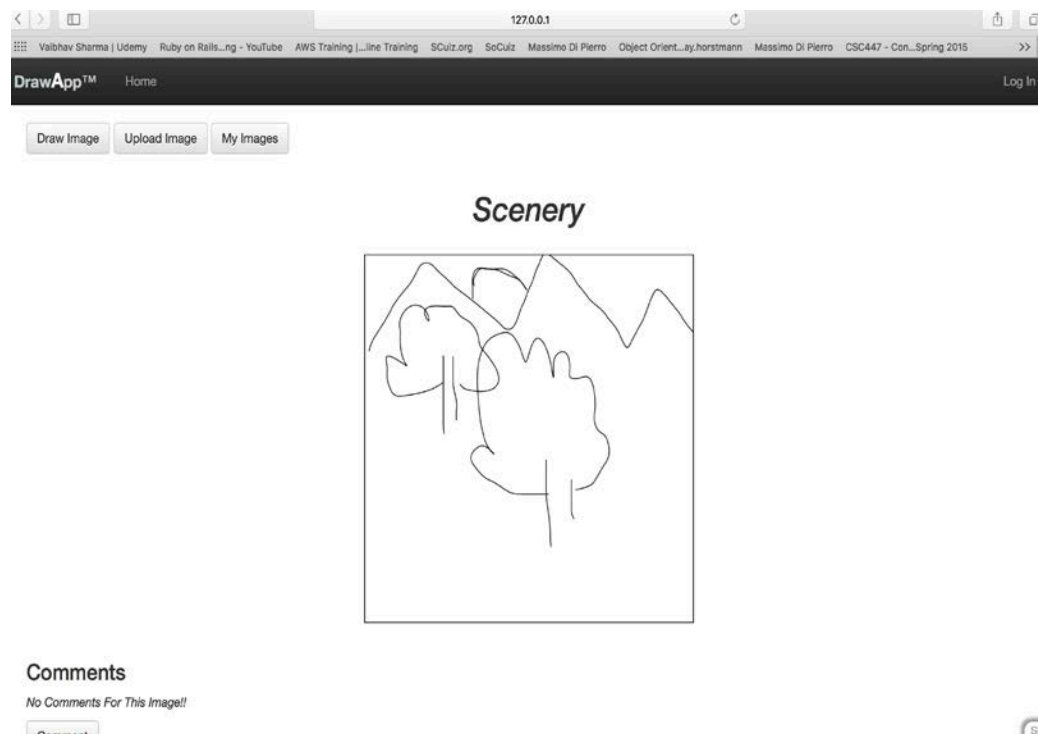 127.0.0.1
Vaibhav Sharma | Udemy Ruby on Rails...ng - YouTube AWS Training |...line Training SCuiz.org SoCuiz Massimo Di Pierro Object Orient...ay.horstmann Massimo Di Pierro CSC447 - Con...Spring 2015 >>
DrawApp™ Home Log In
Draw Image Upload Image My Images
Scenery
Comments
No Comments For This Image!!
Comment